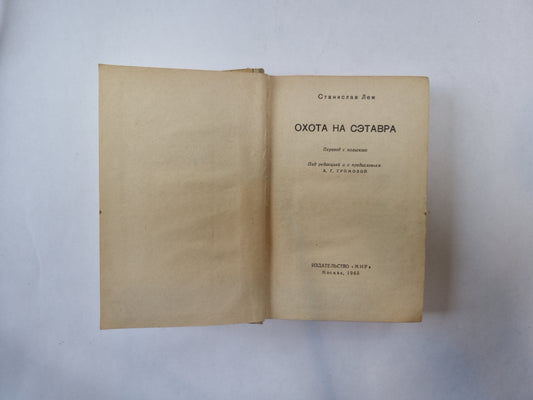 Станислав Лем
ОХОТА НА СЭТАВРА
Перевод с польского
Под редакцией и с предисловием
А. Г. ГРОМОВОЙ
ИЗДАТЕЛЬСТВО «МИР»
Москва, 1965